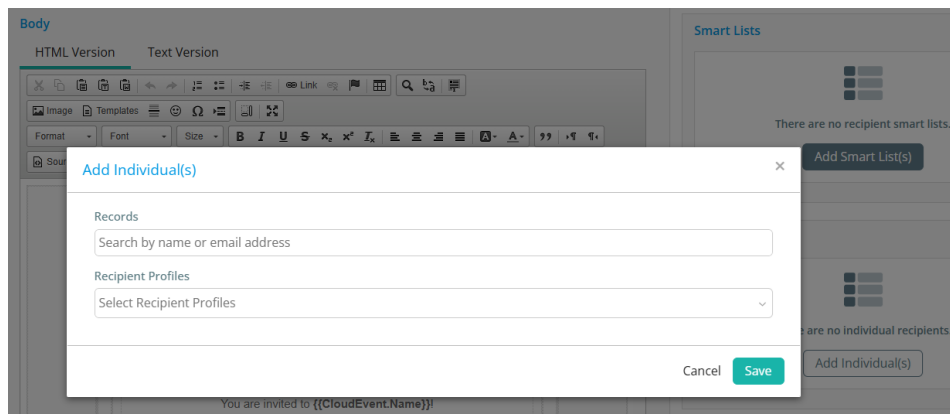 Body
HTML Version Text Version
Link
Image Templates
Format Font Size B I U S
Smart Lists
There are no recipient smart lists.
Add Smart List(s)
Add Individual(s)
×
Records
Search by name or email address
Recipient Profiles
Select Recipient Profiles
Cancel Save
are no individual recipients
Add Individual(s)
You are invited to {{CloudEvent.Name}}!